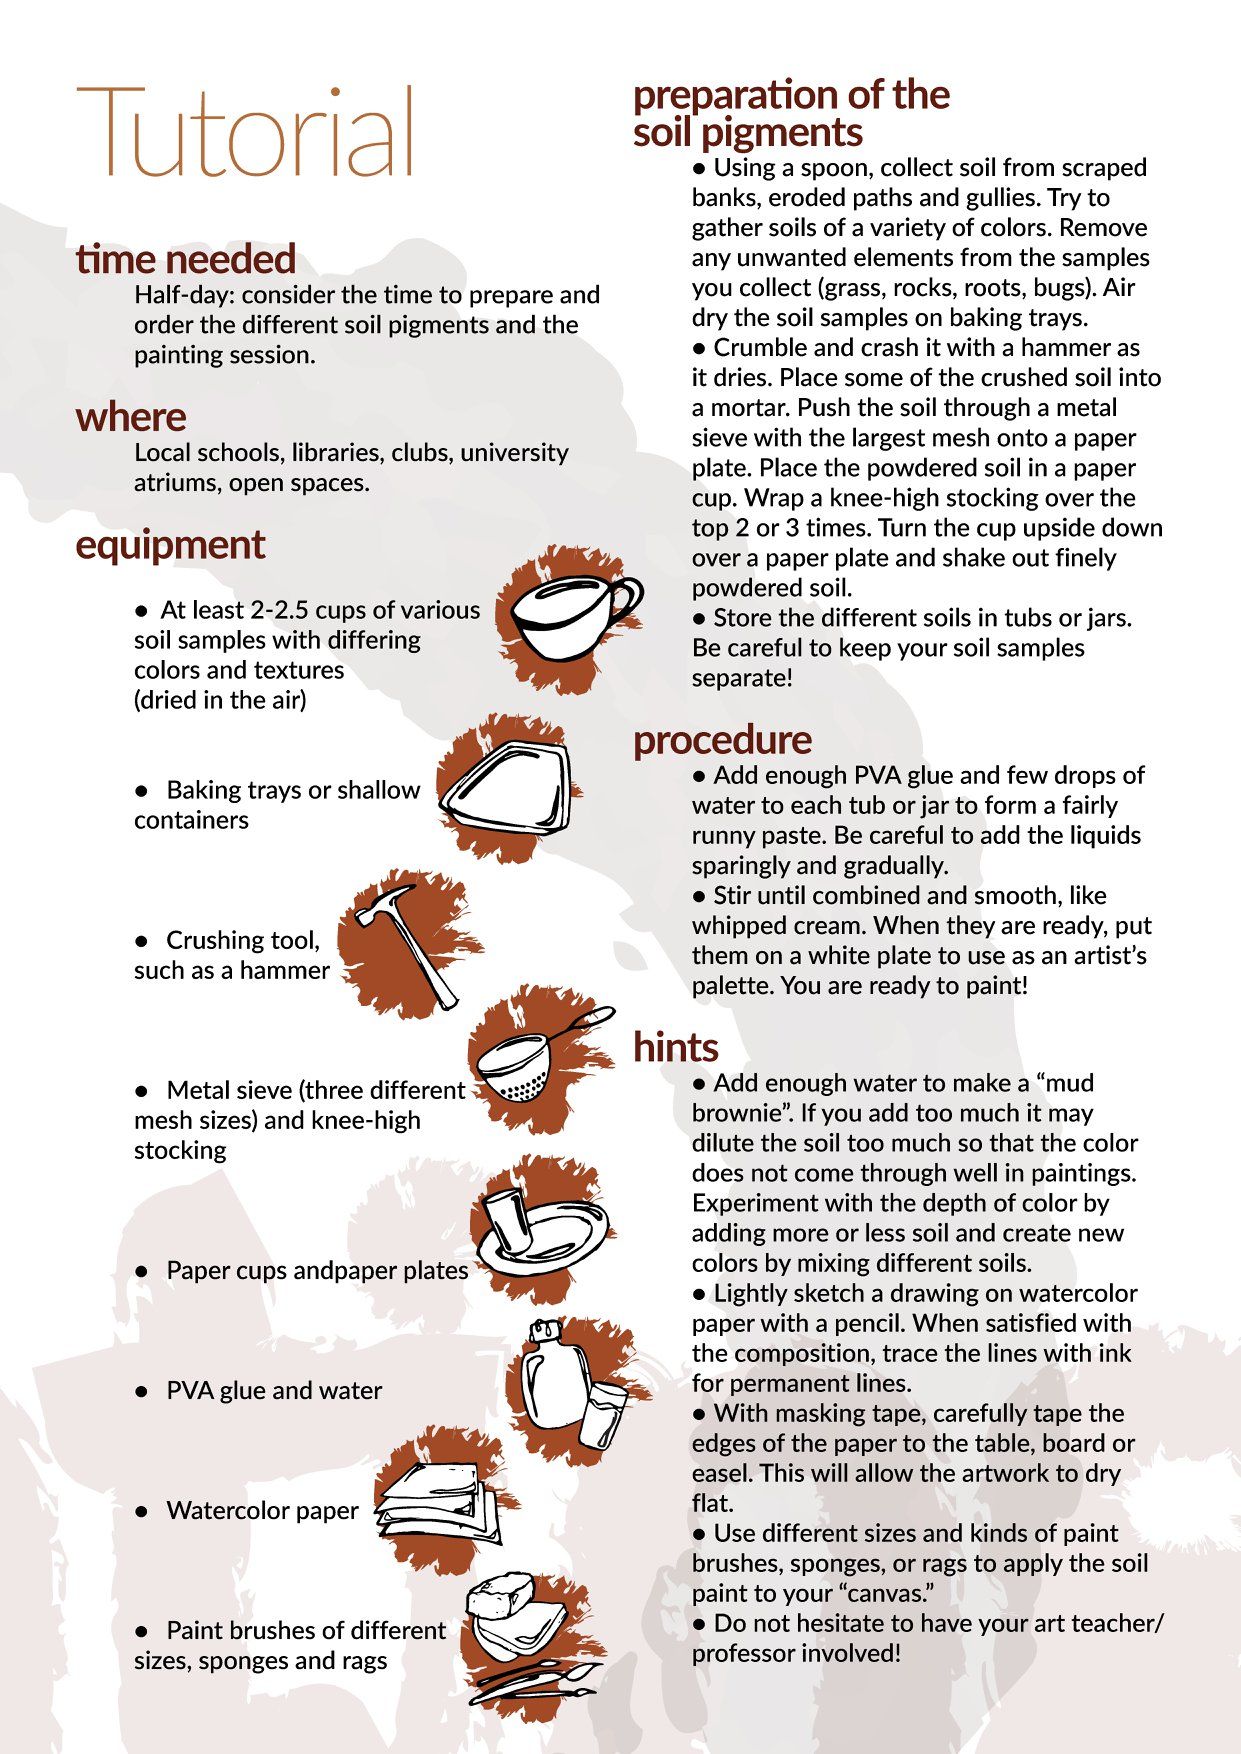 Tutorial
time needed
Half-day: consider the time to prepare and
order the different soil pigments and the
painting session.
where
Local schools, libraries, clubs, university
atriums, open spaces.
equipment
● At least 2-2.5 cups of various
soil samples with differing
colors and textures
(dried in the air)
● Baking trays or shallow
containers
● Crushing tool,
such as a hammer
● Metal sieve (three different
mesh sizes) and knee-high
stocking
● Paper cups andpaper plates
● PVA glue and water
● Watercolor paper
● Paint brushes of different
sizes, sponges and rags
preparation of the
soil pigments
● Using a spoon, collect soil from scraped
banks, eroded paths and gullies. Try to
gather soils of a variety of colors. Remove
any unwanted elements from the samples
you collect (grass, rocks, roots, bugs). Air
dry the soil samples on baking trays.
● Crumble and crash it with a hammer as
it dries. Place some of the crushed soil into
a mortar. Push the soil through a metal
sieve with the largest mesh onto a paper
plate. Place the powdered soil in a paper
cup. Wrap a knee-high stocking over the
top 2 or 3 times. Turn the cup upside down
over a paper plate and shake out finely
powdered soil.
● Store the different soils in tubs or jars.
Be careful to keep your soil samples
separate!
procedure
● Add enough PVA glue and few drops of
water to each tub or jar to form a fairly
runny paste. Be careful to add the liquids
sparingly and gradually.
● Stir until combined and smooth, like
whipped cream. When they are ready, put
them on a white plate to use as an artist’s
palette. You are ready to paint!
hints
● Add enough water to make a “mud
brownie”. If you add too much it may
dilute the soil too much so that the color
does not come through well in paintings.
Experiment with the depth of color by
adding more or less soil and create new
colors by mixing different soils.
● Lightly sketch a drawing on watercolor
paper with a pencil. When satisfied with
the composition, trace the lines with ink
for permanent lines.
● With masking tape, carefully tape the
edges of the paper to the table, board or
easel. This will allow the artwork to dry
flat.
● Use different sizes and kinds of paint
brushes, sponges, or rags to apply the soil
paint to your “canvas.”
● Do not hesitate to have your art teacher/
professor involved!